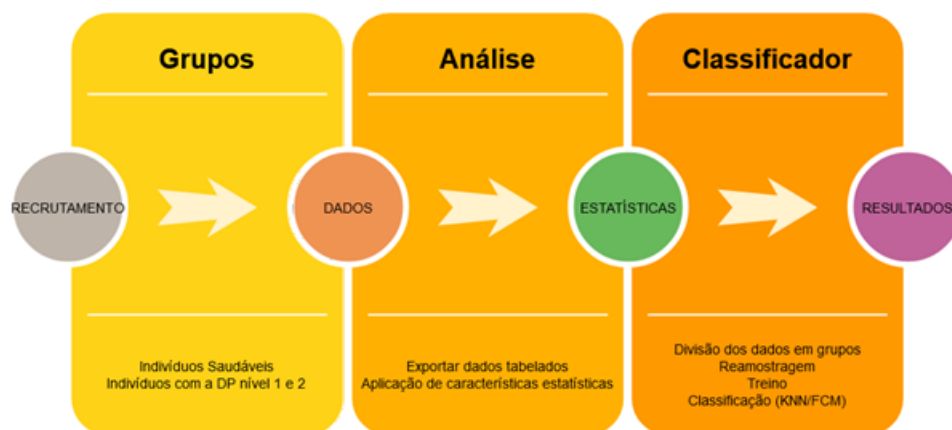 Grupos
Análise
Classificador
RECRUTAMENTO
DADOS
ESTATÍSTICAS
RESULTADOS
Indivíduos Saudáveis
Indivíduos com a DP nível 1 e 2
Exportar dados tabelados
Aplicação de características estatísticas
Divisão dos dados em grupos
Reamostragem
Treino
Classificação (KNN/FCM)